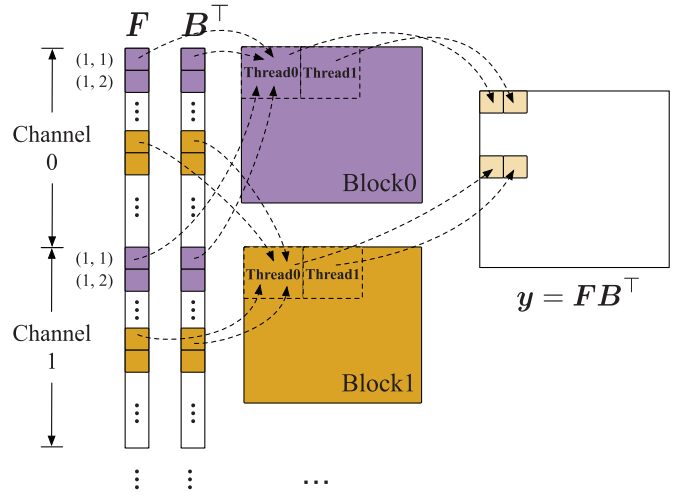 F B⊤
(1, 1)
(1, 2)
Channel
0
Thread0 Thread1
Block0
(1, 1)
(1, 2)
Channel
1
Thread0 Thread1
Block1
y = FB⊤
...